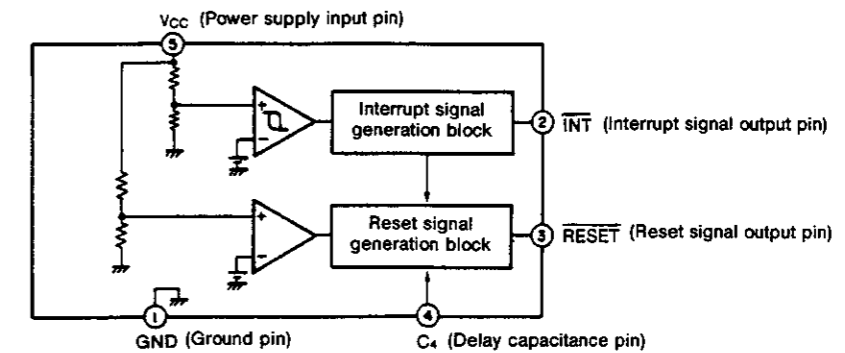 Vcc (Power supply input pin)
5
+
−
Interrupt signal
generation block
2 INT (Interrupt signal output pin)
+
−
Reset signal
generation block
3 RESET (Reset signal output pin)
1
4
GND (Ground pin)
C4 (Delay capacitance pin)